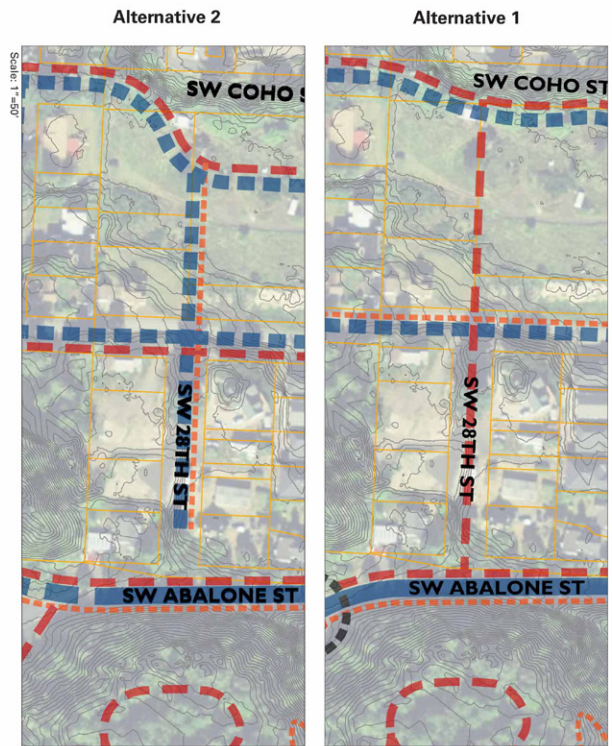 Alternative 2
Alternative 1
Scale: 1"=50'
SW COHO S
SW COHO ST
SW 28TH ST
SW 28TH ST
SW ABALONE ST
SW ABALONE ST